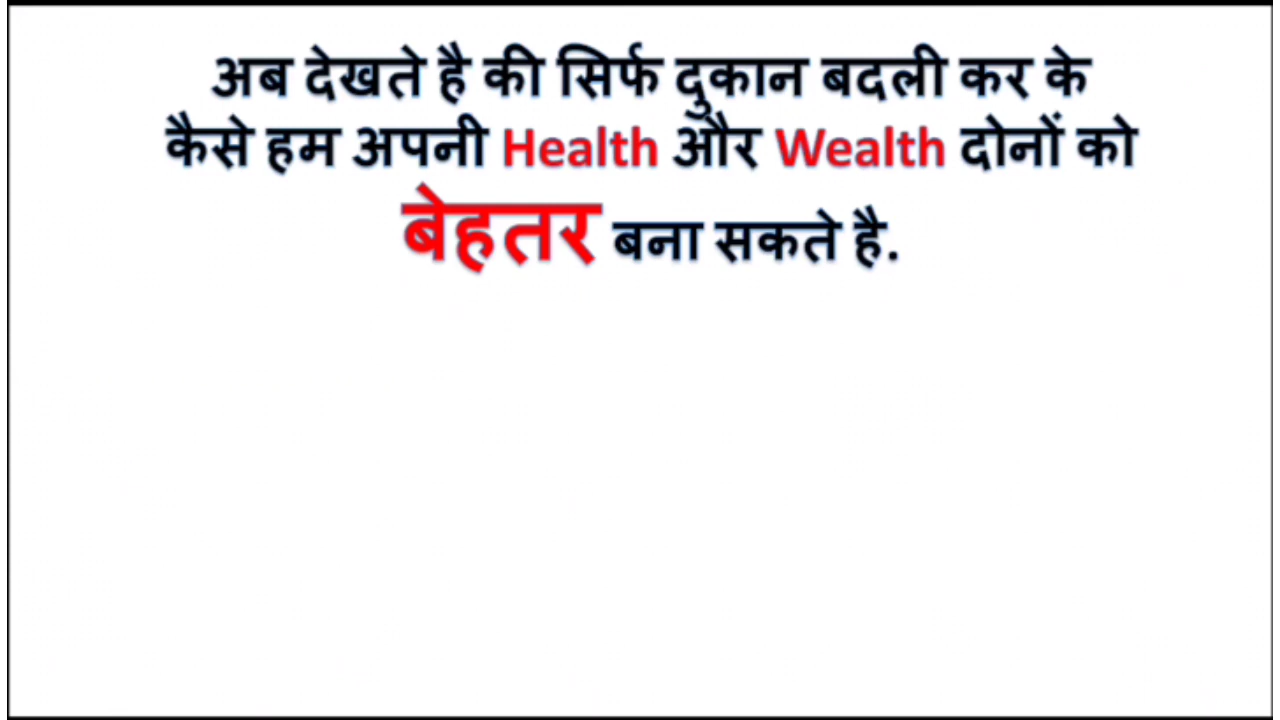 अब देखते है की सिर्फ दुकान बदली कर के
कैसे हम अपनी Health और Wealth दोनों को
बेहतर बना सकते है.